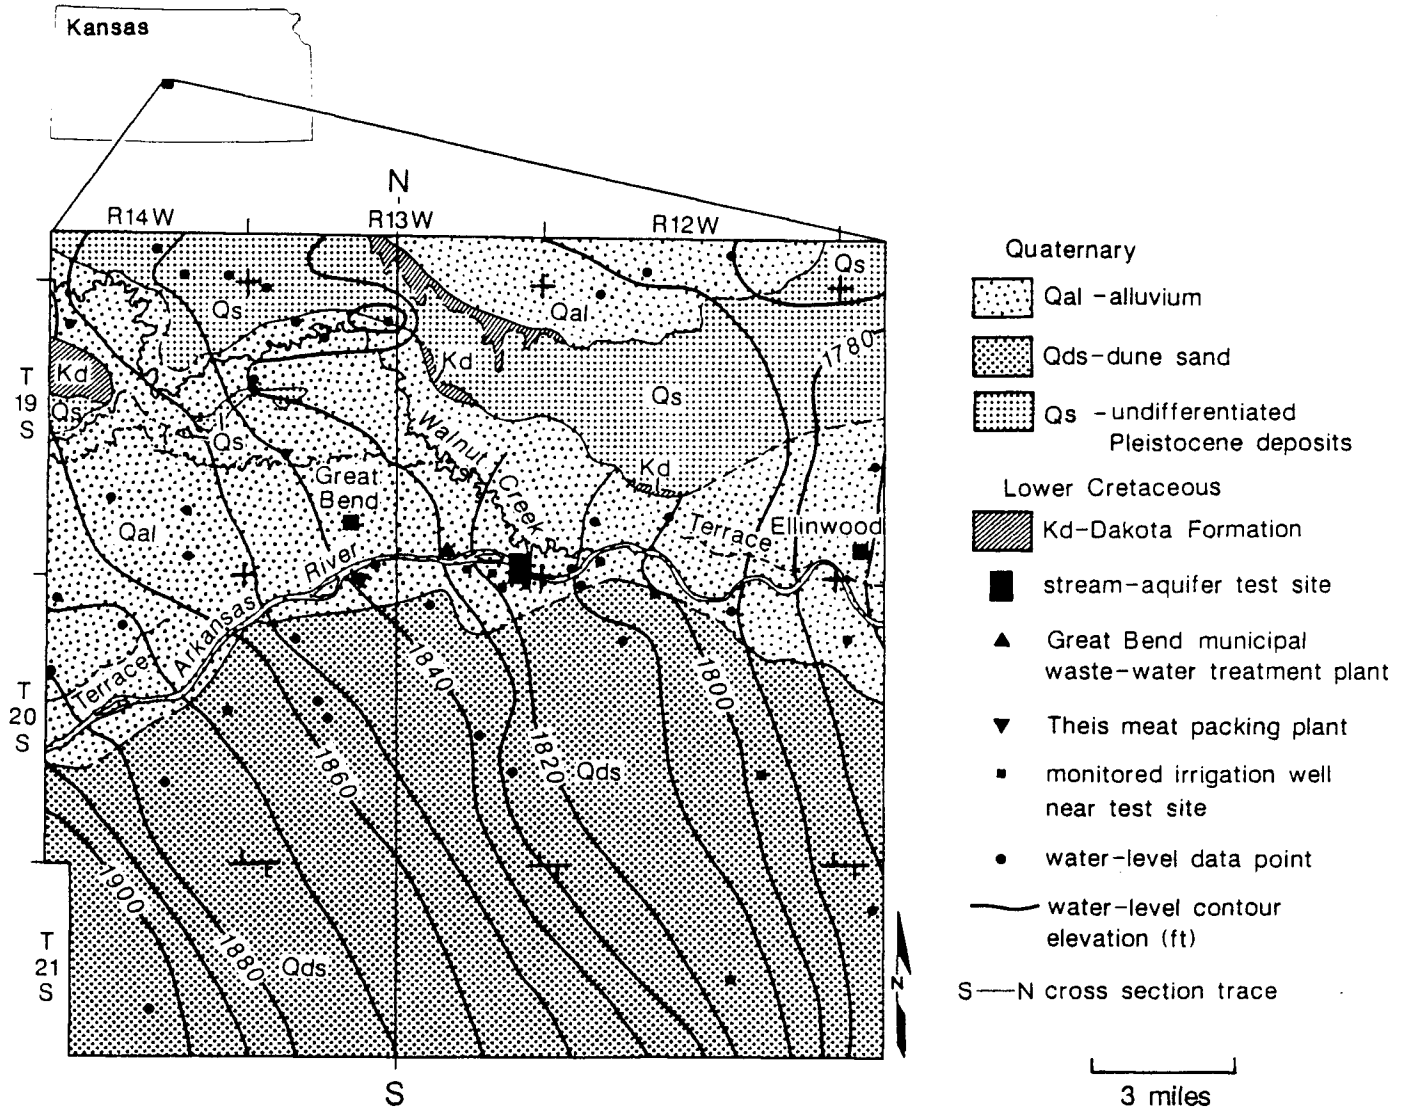 Kansas
N
R14W
R13W
R12W
Qs
Qs
Qal
1780
Kd
T
19
S
Kd
Qs
Qs
Qs
Walnut
Creek
Kd
Great
Bend
Terrace
Ellinwood
Qal
River
Arkansas
Terrace
T
20
S
1840
1800
1860
1820
Qds
1900
1880
Qds
T
21
S
S
Quaternary
Qal -alluvium
Qds-dune sand
Qs -undifferentiated
Pleistocene deposits
Lower Cretaceous
Kd-Dakota Formation
stream-aquifer test site
Great Bend municipal
waste-water treatment plant
Theis meat packing plant
monitored irrigation well
near test site
water-level data point
water-level contour
elevation (ft)
S—N cross section trace
N
3 miles